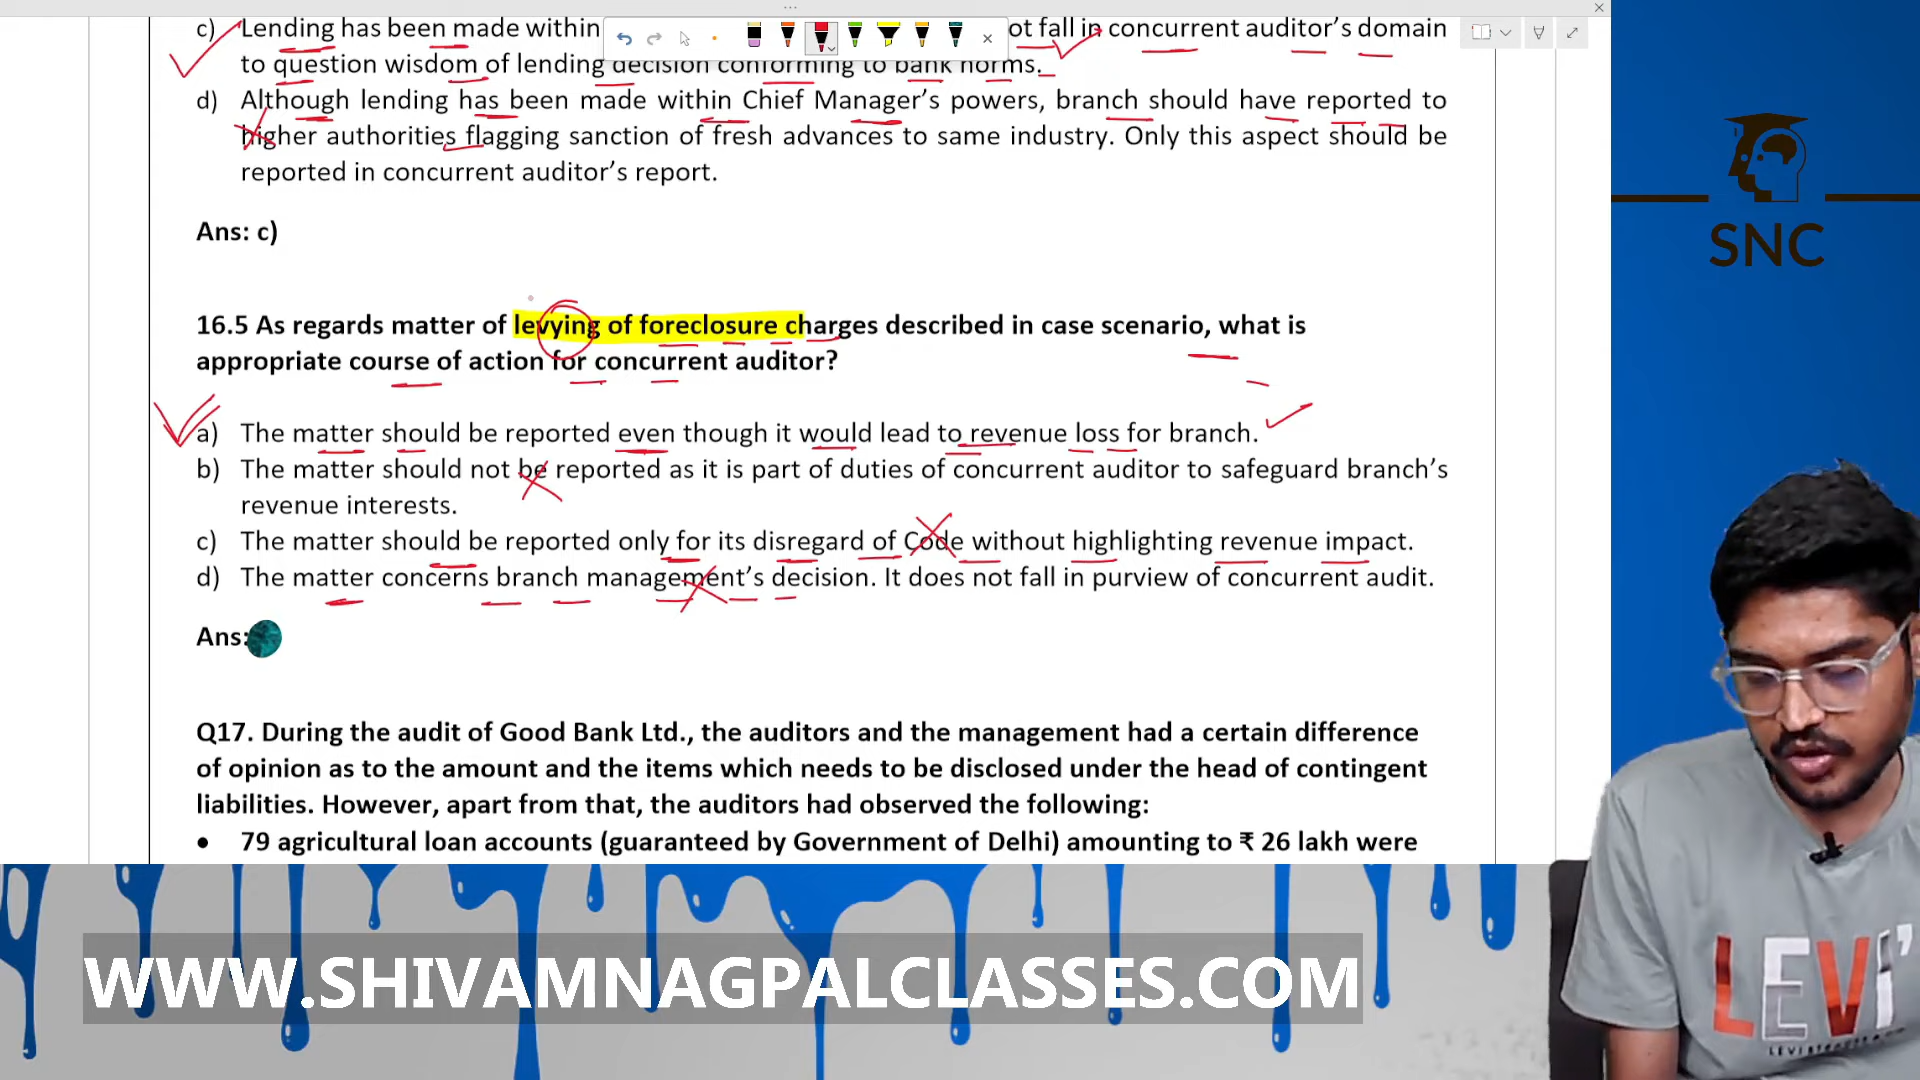 c) Lending has been made within ot fall in concurrent auditor's domain
to question wisdom of lending decision conforming to bank norms.
d) Although lending has been made within Chief Manager's powers, branch should have reported to
higher authorities flagging sanction of fresh advances to same industry. Only this aspect should be
reported in concurrent auditor's report.
Ans: c)
SNC
16.5 As regards matter of levying of foreclosure charges described in case scenario, what is
appropriate course of action for concurrent auditor?
a) The matter should be reported even though it would lead to revenue loss for branch.
b) The matter should not be reported as it is part of duties of concurrent auditor to safeguard branch's
revenue interests.
c) The matter should be reported only for its disregard of Code without highlighting revenue impact.
d) The matter concerns branch management's decision. It does not fall in purview of concurrent audit.
Ans:
Q17. During the audit of Good Bank Ltd., the auditors and the management had a certain difference
of opinion as to the amount and the items which needs to be disclosed under the head of contingent
liabilities. However, apart from that, the auditors had observed the following:
• 79 agricultural loan accounts (guaranteed by Government of Delhi) amounting to ₹ 26 lakh were
WWW.SHIVAMNAGPALCLASSES.COM
LEVI'